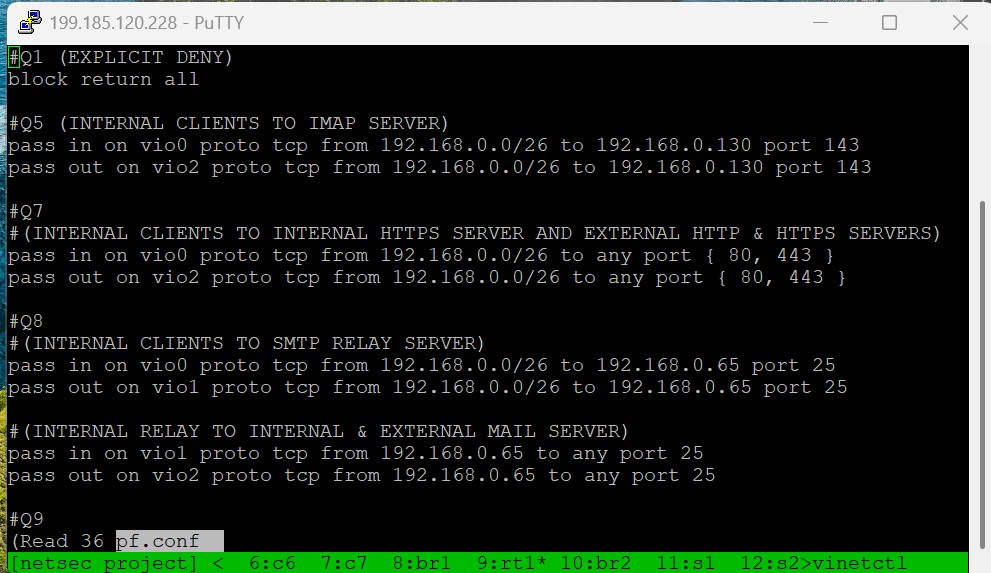 199.185.120.228 - PuTTY
#Q1 (EXPLICIT DENY)
block return all
#Q5 (INTERNAL CLIENTS TO IMAP SERVER)
pass in on vio0 proto tcp from 192.168.0.0/26 to 192.168.0.130 port 143
pass out on vio2 proto tcp from 192.168.0.0/26 to 192.168.0.130 port 143
#Q7
#(INTERNAL CLIENTS TO INTERNAL HTTPS SERVER AND EXTERNAL HTTP & HTTPS SERVERS)
pass in on vio0 proto tcp from 192.168.0.0/26 to any port { 80, 443 }
pass out on vio2 proto tcp from 192.168.0.0/26 to any port { 80, 443 }
#Q8
#(INTERNAL CLIENTS TO SMTP RELAY SERVER)
pass in on vio0 proto tcp from 192.168.0.0/26 to 192.168.0.65 port 25
pass out on vio1 proto tcp from 192.168.0.0/26 to 192.168.0.65 port 25
#(INTERNAL RELAY TO INTERNAL & EXTERNAL MAIL SERVER)
pass in on vio1 proto tcp from 192.168.0.65 to any port 25
pass out on vio2 proto tcp from 192.168.0.65 to any port 25
#Q9
(Read 36 pf.conf
[netsec project] < 6:c6 7:c7 8:br1 9:rt1* 10:br2 11:s1 12:s2>vinetctl